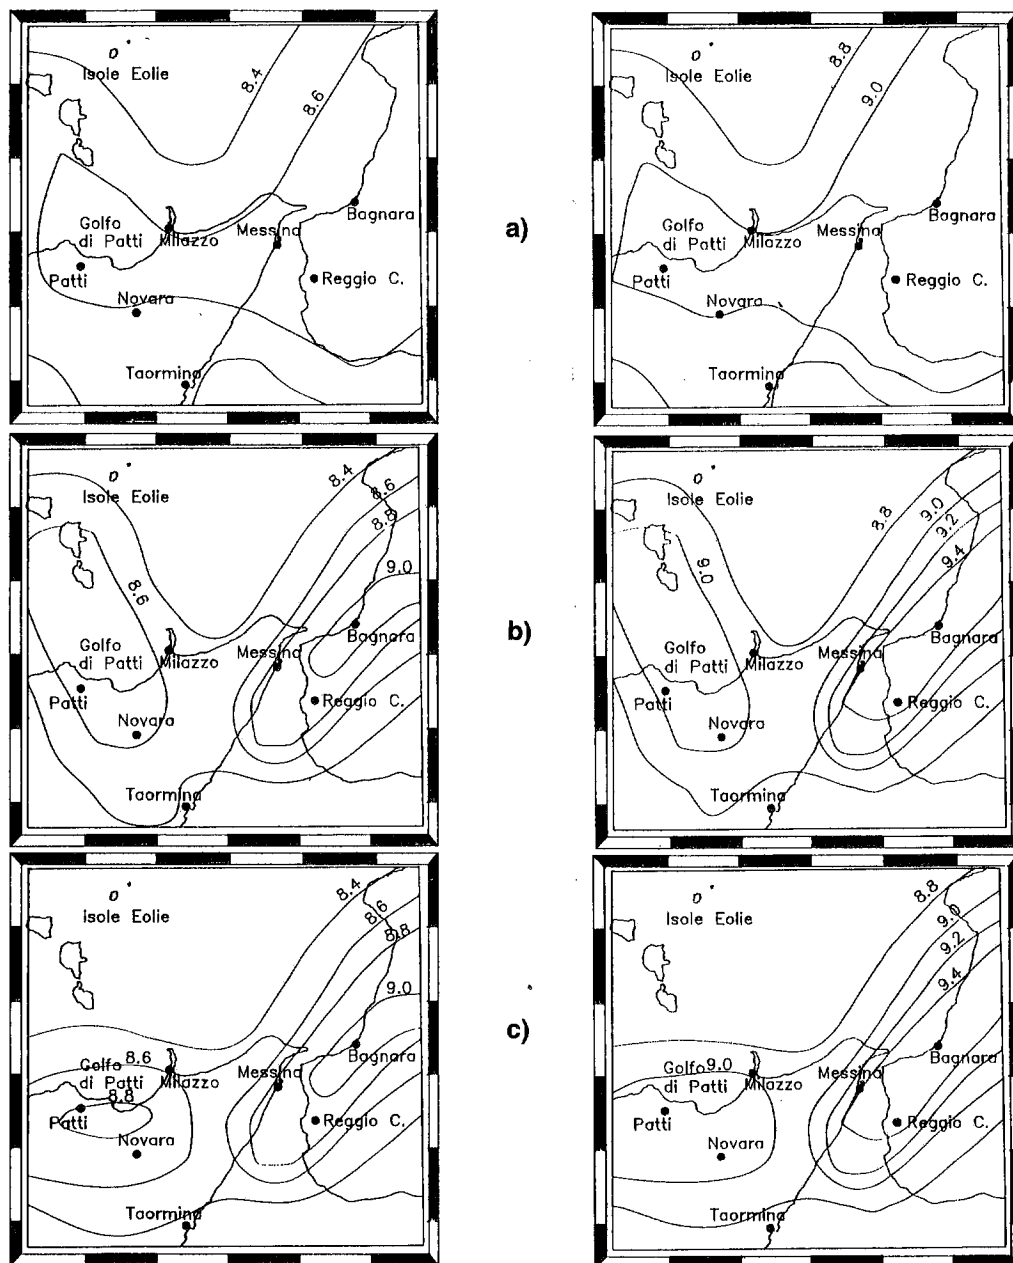 Isole Eolie
8.4
8.6
Golfo
di Patti
Milazzo
Messina
Bagnara
Patti
Reggio C.
Novara
Taormina
a)
Isole Eolie
8.8
9.0
Golfo
di Patti
Milazzo
Messina
Bagnara
Patti
Reggio C.
Novara
Taormina
Isole Eolie
8.4
8.6
8.8
9.0
8.6
Golfo
di Patti
Milazzo
Messina
Bagnara
Patti
Reggio C.
Novara
Taormina
b)
Isole Eolie
8.8
9.0
9.2
9.4
9.0
Golfo
di Patti
Milazzo
Messina
Bagnara
Patti
Reggio C.
Novara
Taormina
Isole Eolie
8.4
8.6
8.8
9.0
Golfo 8.6
di Patti
Milazzo
Messina
Bagnara
8.8
Patti
Reggio C.
Novara
Taormina
c)
Isole Eolie
8.8
9.0
9.2
9.4
Golfo 9.0
di Patti
Milazzo
Messina
Bagnara
Patti
Reggio C.
Novara
Taormina